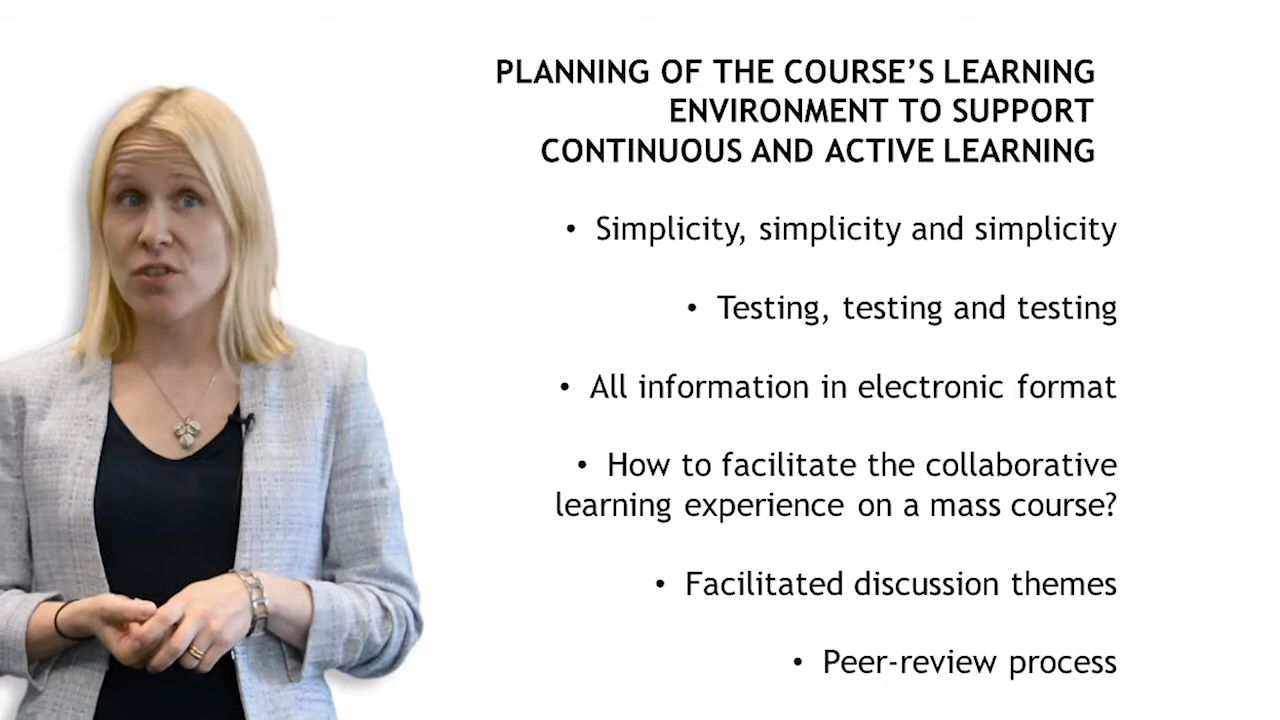 PLANNING OF THE COURSE’S LEARNING
ENVIRONMENT TO SUPPORT
CONTINUOUS AND ACTIVE LEARNING
• Simplicity, simplicity and simplicity
• Testing, testing and testing
• All information in electronic format
• How to facilitate the collaborative
learning experience on a mass course?
• Facilitated discussion themes
• Peer-review process